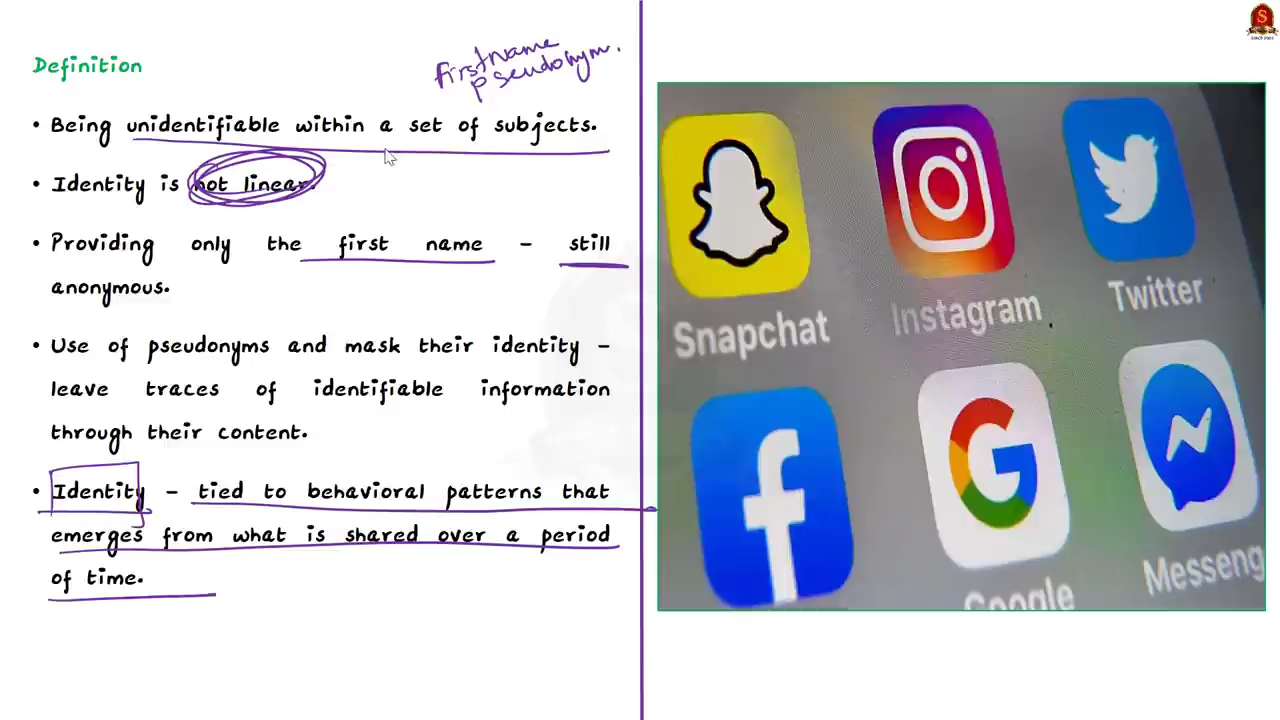 Definition
firstname
pseudonym.
• Being unidentifiable within a set of subjects.
• Identity is not linear.
• Providing only the first name - still
anonymous.
• Use of pseudonyms and mask their identity -
leave traces of identifiable information
through their content.
• Identity - tied to behavioral patterns that
emerges from what is shared over a period
of time.
Snapchat
Instagram
Twitter
Google
Messeng
S